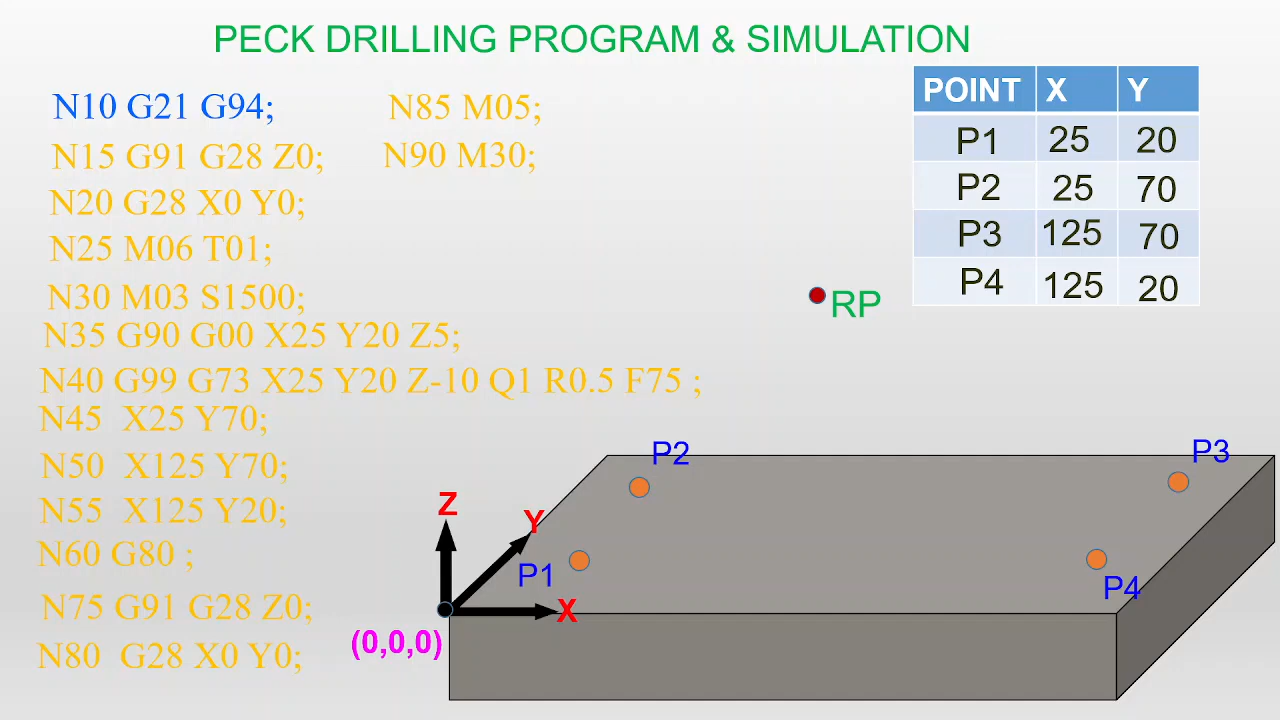 PECK DRILLING PROGRAM & SIMULATION
N10 G21 G94;
N15 G91 G28 Z0;
N20 G28 X0 Y0;
N25 M06 T01;
N30 M03 S1500;
N35 G90 G00 X25 Y20 Z5;
N40 G99 G73 X25 Y20 Z-10 Q1 R0.5 F75 ;
N45 X25 Y70;
N50 X125 Y70;
N55 X125 Y20;
N60 G80 ;
N75 G91 G28 Z0;
N80 G28 X0 Y0;
N85 M05;
N90 M30;
POINT X Y
P1 25 20
P2 25 70
P3 125 70
P4 125 20
RP
P2
P3
Z
Y
P1
P4
X
(0,0,0)